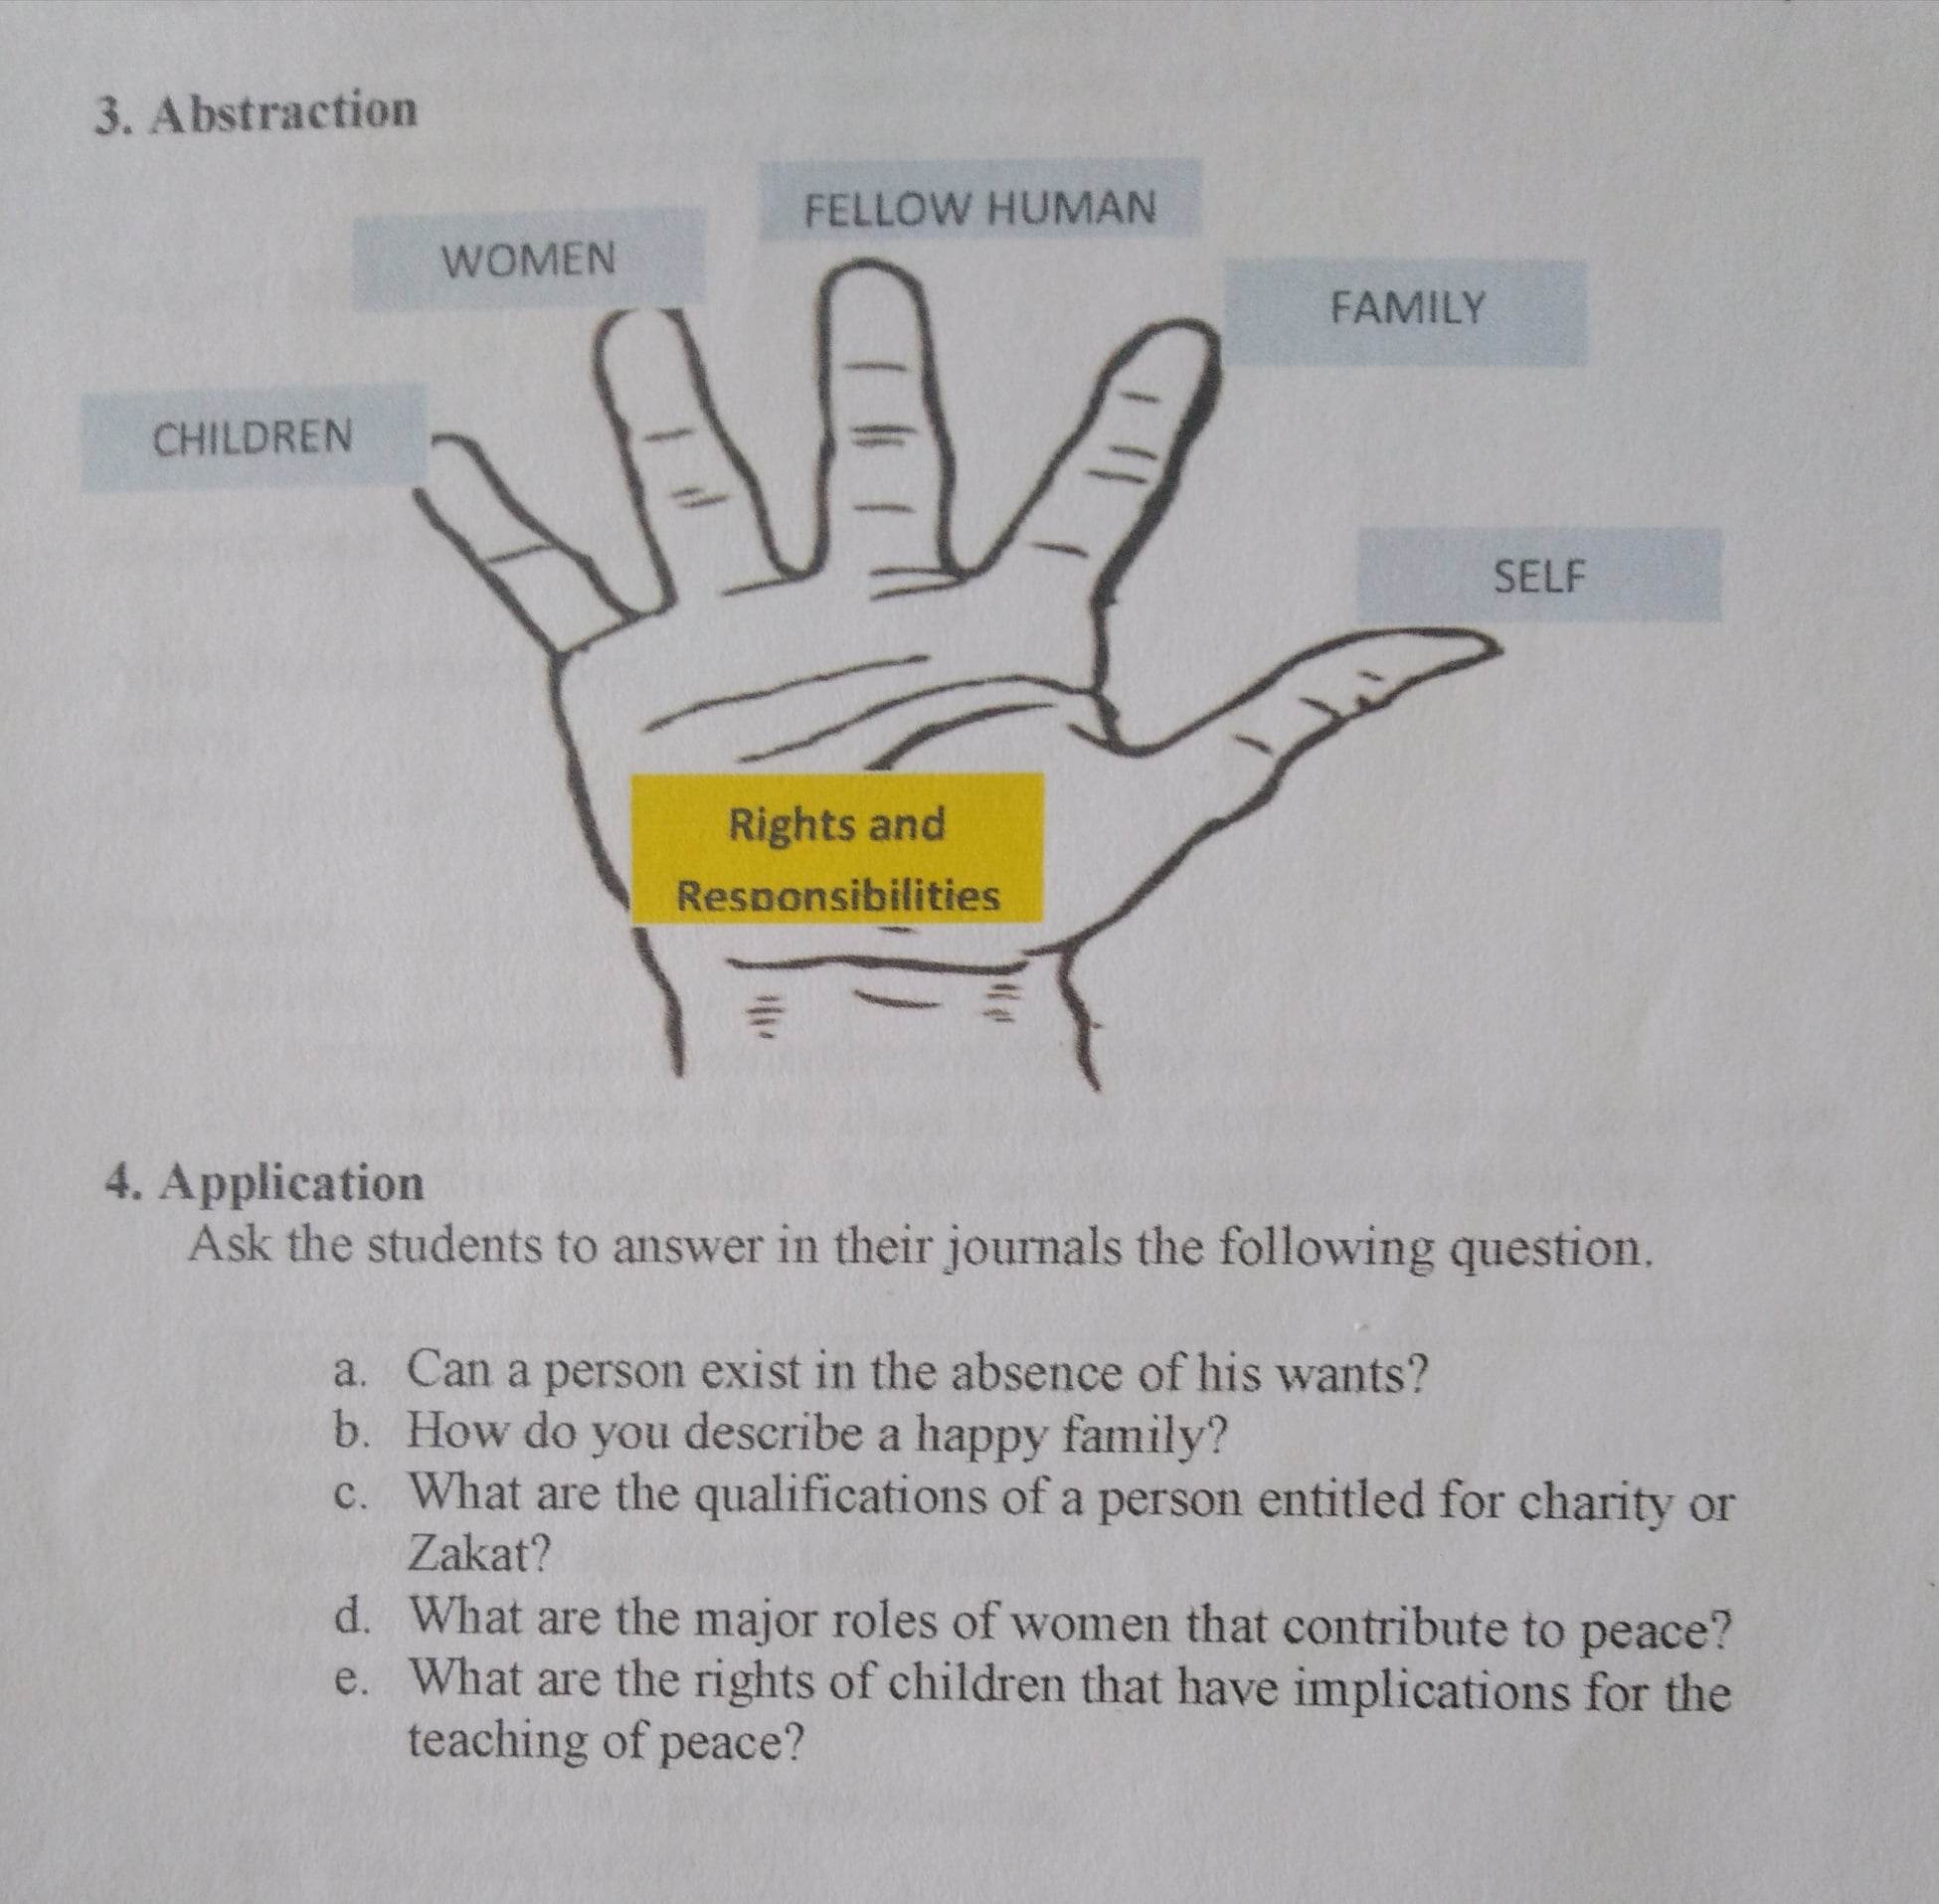 3. Abstraction
FELLOW HUMAN
WOMEN
FAMILY
CHILDREN
SELF
Rights and
Responsibilities
4. Application
Ask the students to answer in their journals the following question.
a. Can a person exist in the absence of his wants?
b. How do you describe a happy family?
c. What are the qualifications of a person entitled for charity or
Zakat?
d. What are the major roles of women that contribute to peace?
e. What are the rights of children that have implications for the
teaching of peace?